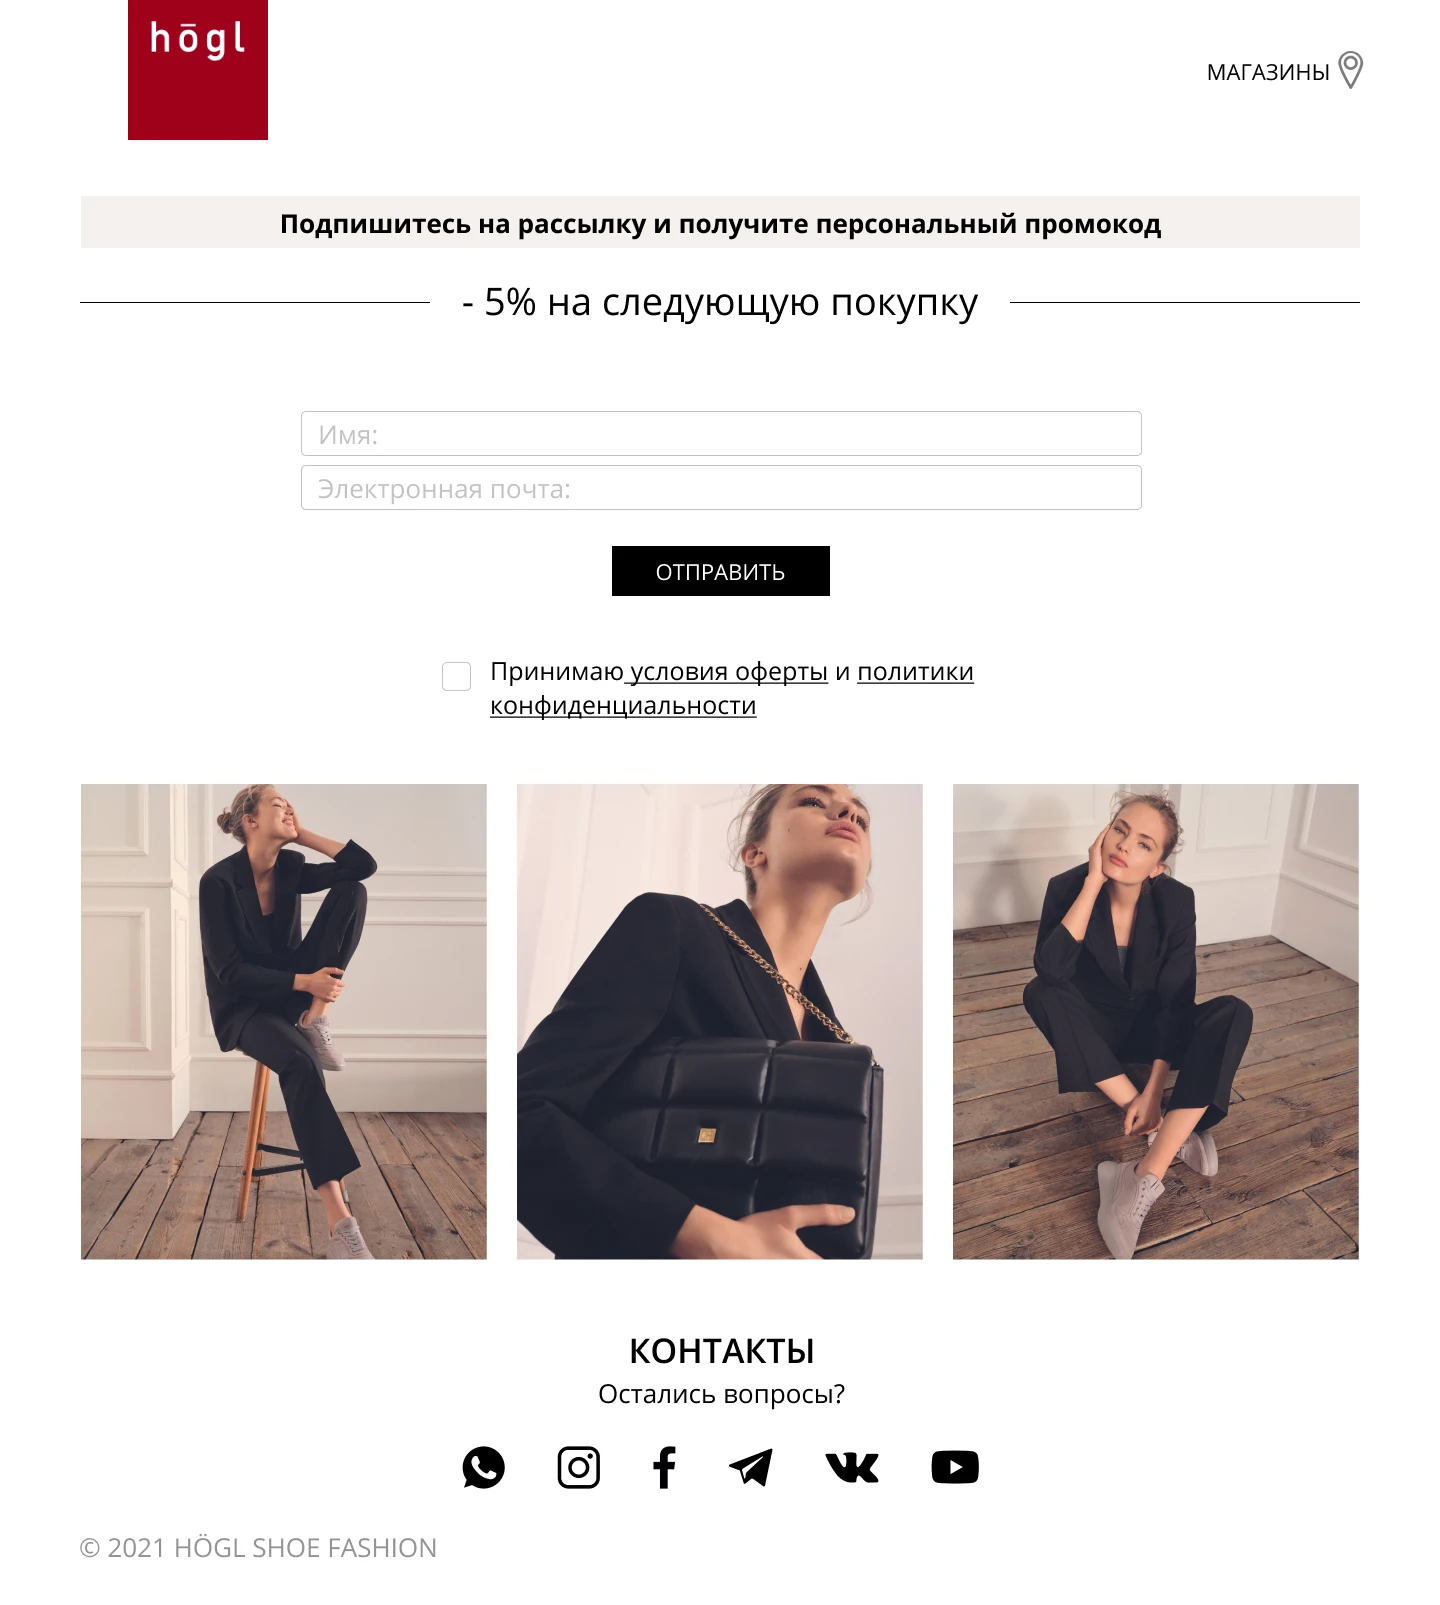 hōgl
МАГАЗИНЫ
Подпишитесь на рассылку и получите персональный промокод
- 5% на следующую покупку
Имя:
Электронная почта:
ОТПРАВИТЬ
Принимаю условия оферты и политики
конфиденциальности
КОНТАКТЫ
Остались вопросы?
© 2021 HÖGL SHOE FASHION